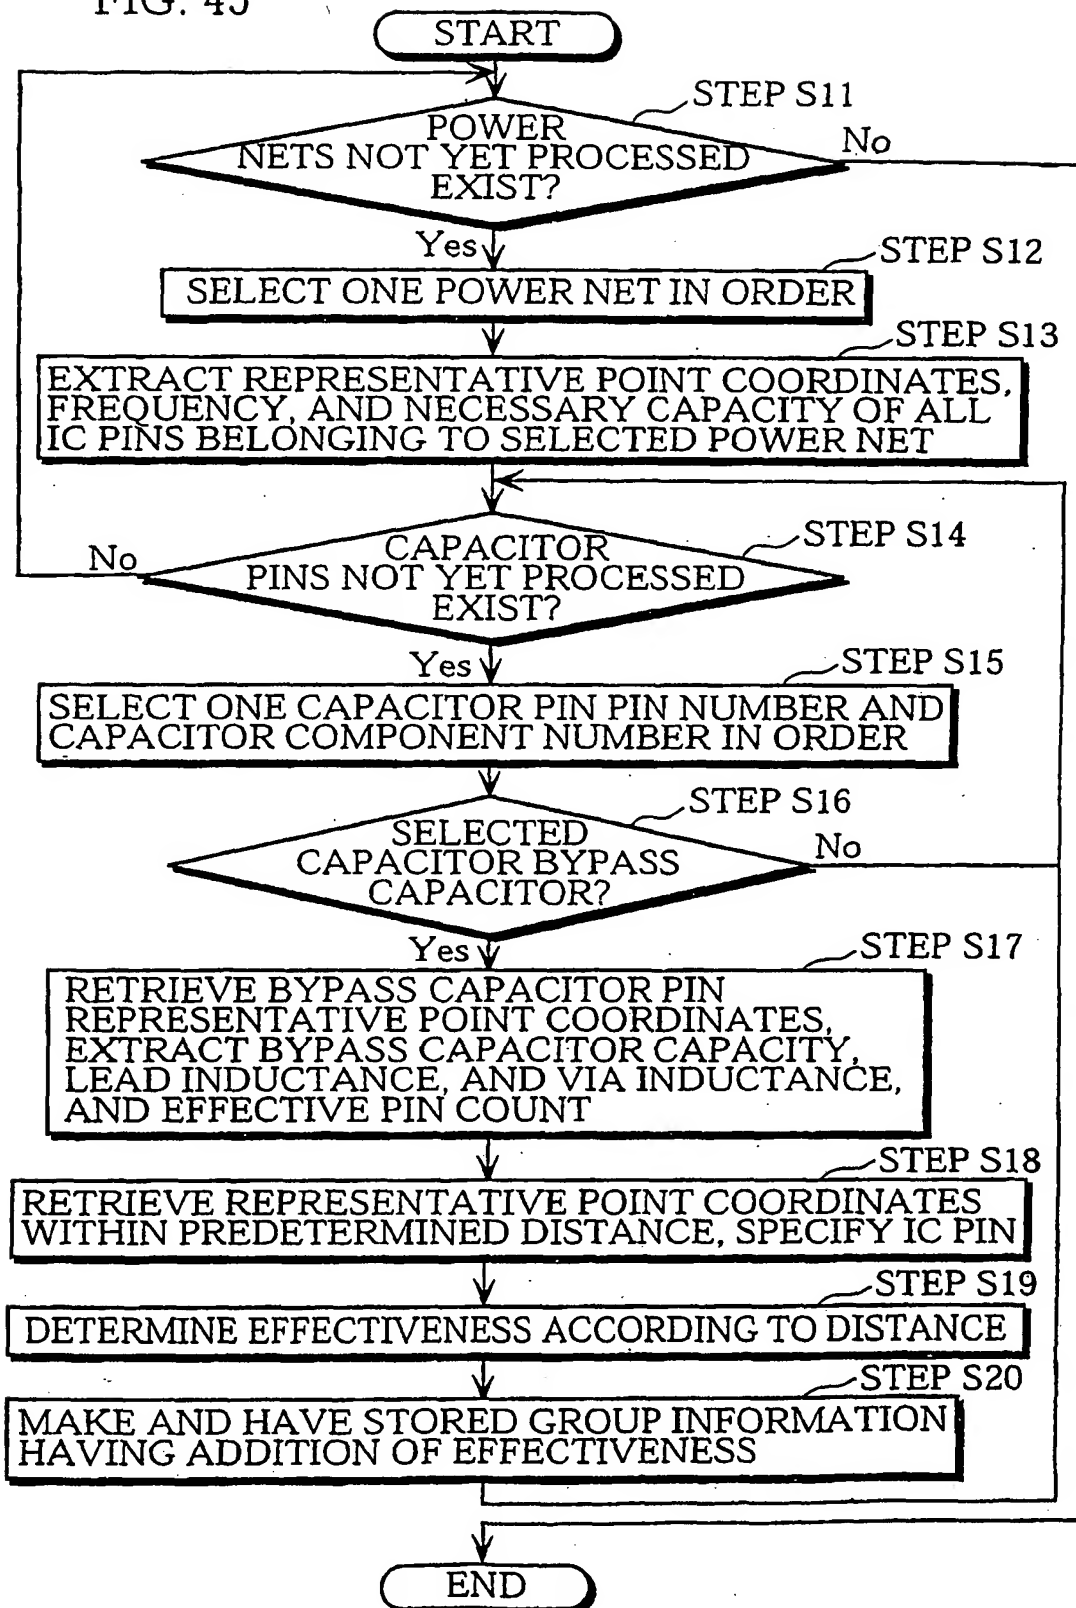 FIG. 45
START
STEP S11
POWER
NETS NOT YET PROCESSED
EXIST?
No
Yes
STEP S12
SELECT ONE POWER NET IN ORDER
STEP S13
EXTRACT REPRESENTATIVE POINT COORDINATES,
FREQUENCY, AND NECESSARY CAPACITY OF ALL
IC PINS BELONGING TO SELECTED POWER NET
STEP S14
CAPACITOR
PINS NOT YET PROCESSED
EXIST?
No
Yes
STEP S15
SELECT ONE CAPACITOR PIN PIN NUMBER AND
CAPACITOR COMPONENT NUMBER IN ORDER
STEP S16
SELECTED
CAPACITOR BYPASS
CAPACITOR?
No
Yes
STEP S17
RETRIEVE BYPASS CAPACITOR PIN
REPRESENTATIVE POINT COORDINATES,
EXTRACT BYPASS CAPACITOR CAPACITY,
LEAD INDUCTANCE, AND VIA INDUCTANCE,
AND EFFECTIVE PIN COUNT
STEP S18
RETRIEVE REPRESENTATIVE POINT COORDINATES
WITHIN PREDETERMINED DISTANCE, SPECIFY IC PIN
STEP S19
DETERMINE EFFECTIVENESS ACCORDING TO DISTANCE
STEP S20
MAKE AND HAVE STORED GROUP INFORMATION
HAVING ADDITION OF EFFECTIVENESS
END